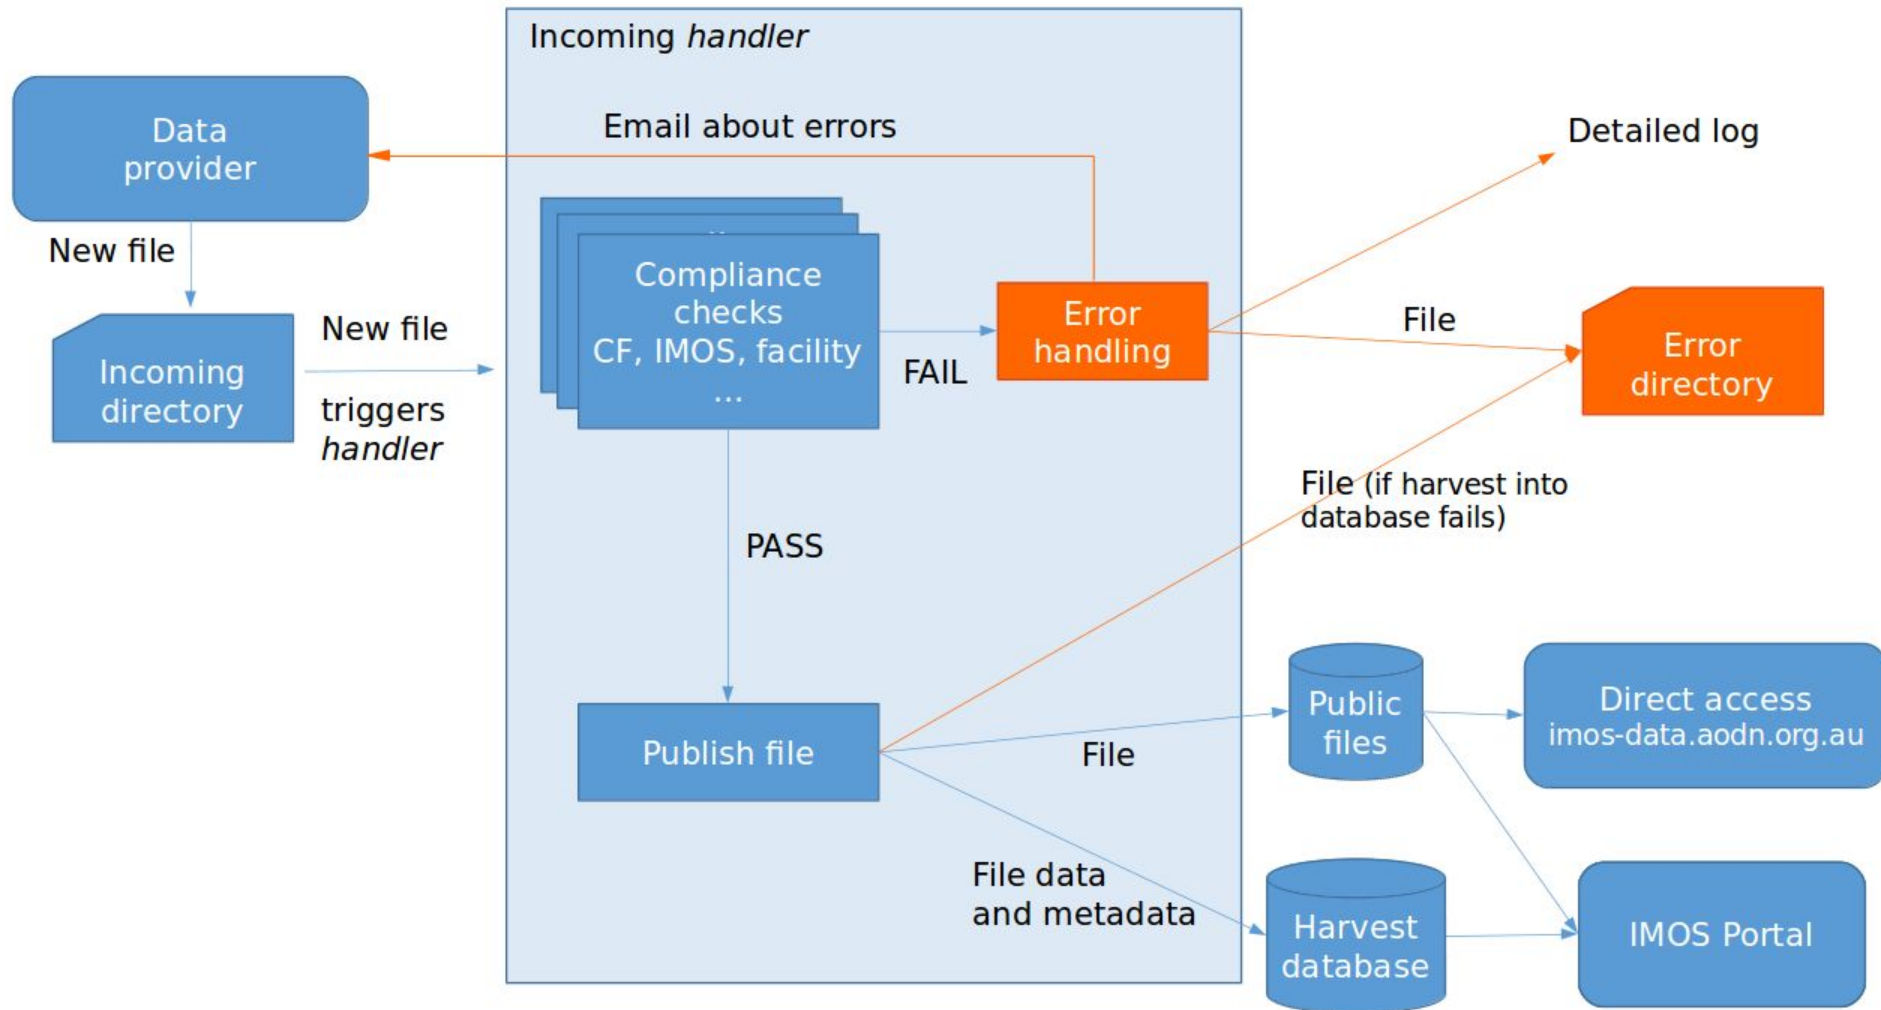 Incoming handler
Data
provider
Email about errors
Detailed log
New file
Compliance
checks
CF, IMOS, facility
...
FAIL
Error
handling
File
Error
directory
Incoming
directory
New file
triggers
handler
File (if harvest into
database fails)
PASS
Publish file
File
Public
files
Direct access
imos-data.aodn.org.au
File data
and metadata
Harvest
database
IMOS Portal